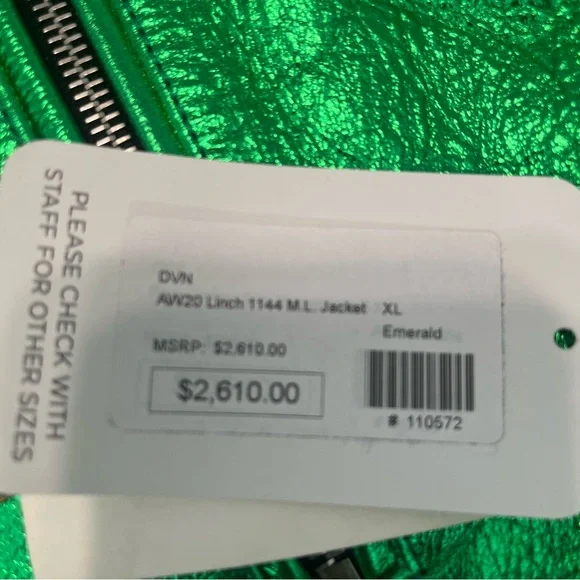 PLEASE CHECK WITH
STAFF FOR OTHER SIZES
DVN
AW20 Linch 1144 M.L. Jacket XL
Emerald
MSRP: $2,610.00
$2,610.00
# 110572